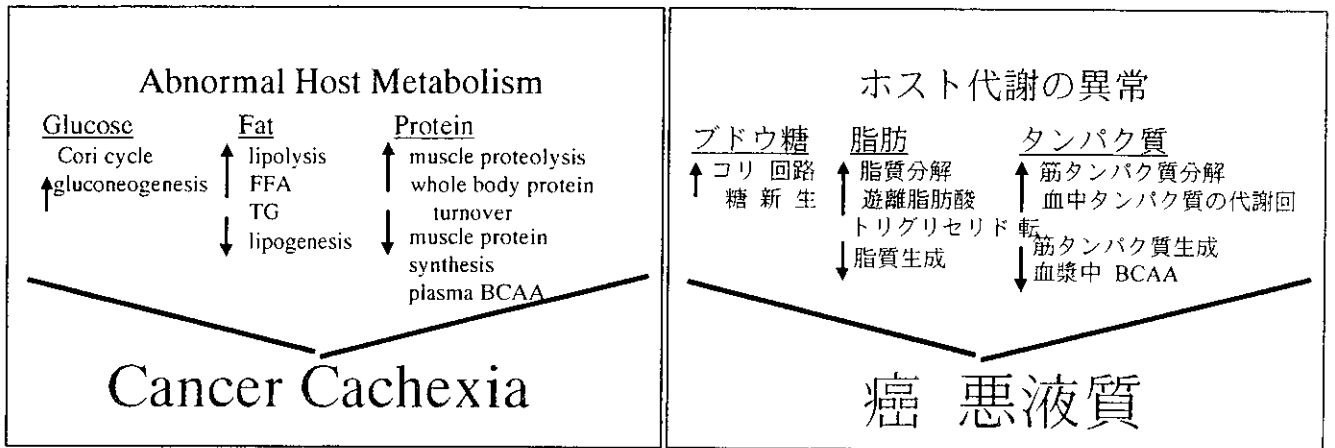 Abnormal Host Metabolism
Glucose Fat Protein
Cori cycle
gluconeogenesis
lipolysis
FFA
TG
lipogenesis
muscle proteolysis
whole body protein
turnover
muscle protein
synthesis
plasma BCAA
Cancer Cachexia
ホスト代謝の異常
ブドウ糖 脂肪 タンパク質
コリ 回路
糖 新 生
脂質分解
遊離脂肪酸
トリグリセリド
脂質生成
筋タンパク質分解
血中タンパク質の代謝回
転
筋タンパク質生成
血漿中 BCAA
癌 悪液質